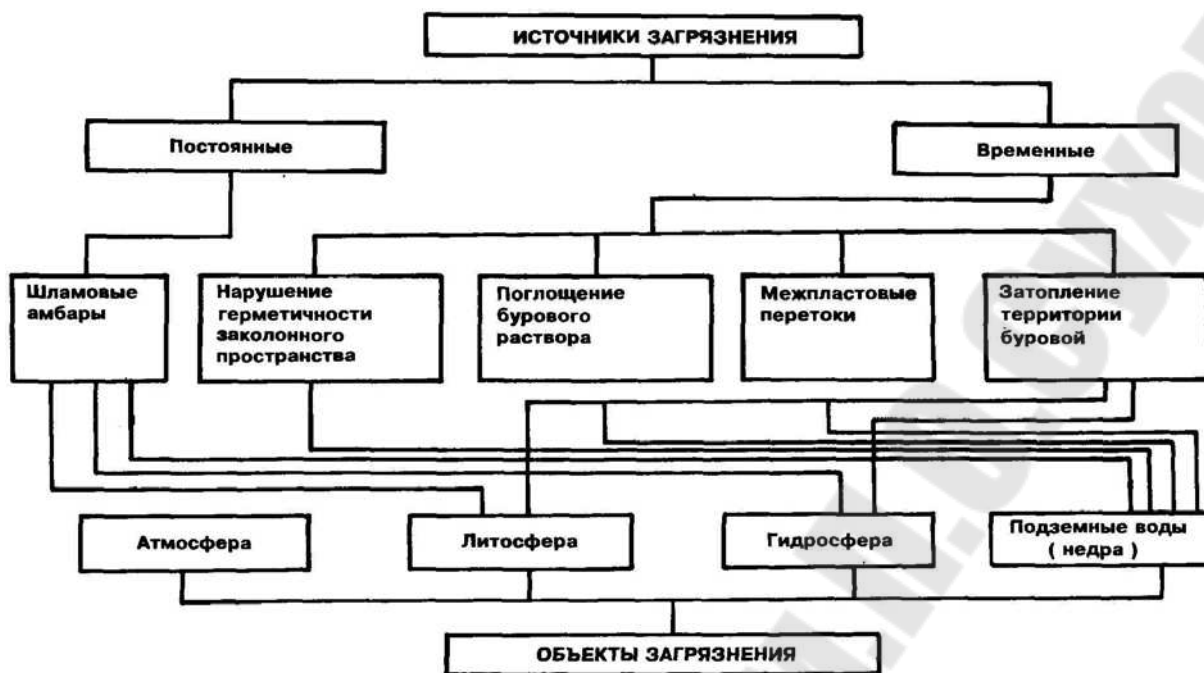 ИСТОЧНИКИ ЗАГРЯЗНЕНИЯ
Постоянные
Временные
Шламовые
амбары
Нарушение
герметичности
заколонного
пространства
Поглощение
бурового
раствора
Межпластовые
перетоки
Затопление
территории
буровой
Атмосфера
Литосфера
Гидросфера
Подземные воды
( недра )
ОБЪЕКТЫ ЗАГРЯЗНЕНИЯ